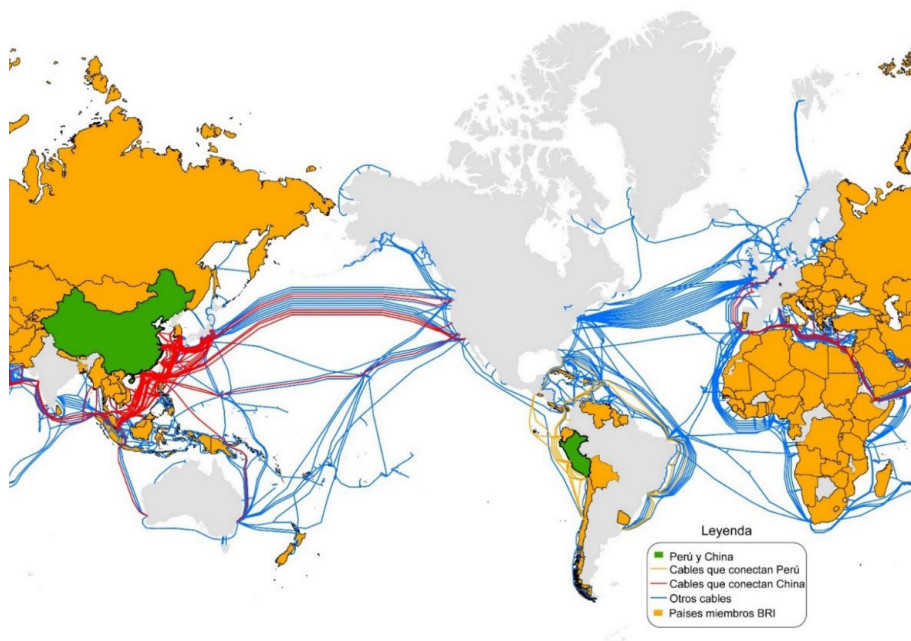 Leyenda
Perú y China
Cables que conectan Perú
Cables que conectan China
Otros cables
Países miembros BRI